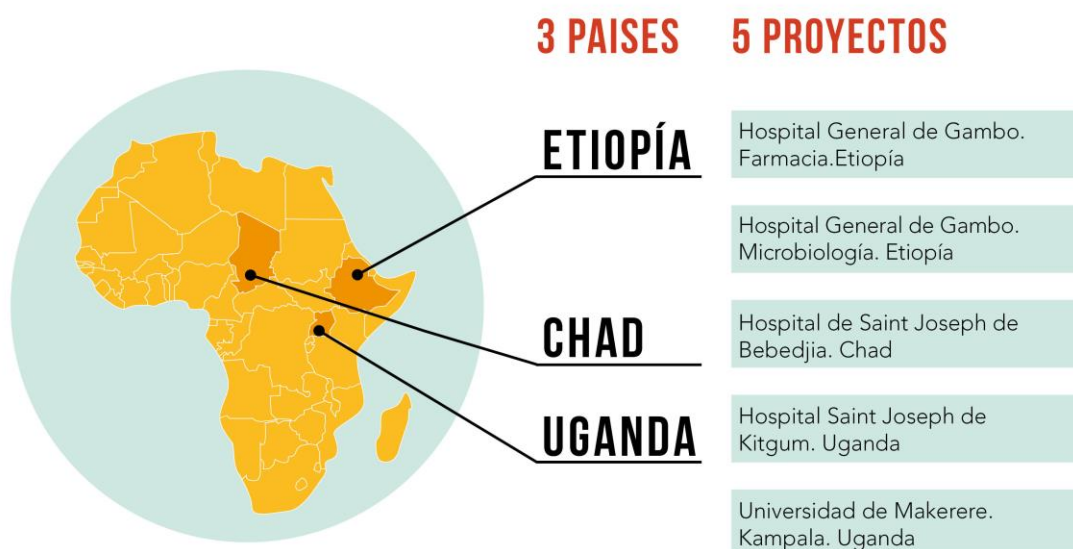 3 PAISES
5 PROYECTOS
ETIOPÍA
CHAD
UGANDA
Hospital General de Gambo.
Farmacia.Etiopía
Hospital General de Gambo.
Microbiología. Etiopía
Hospital de Saint Joseph de
Bebedjia. Chad
Hospital Saint Joseph de
Kitgum. Uganda
Universidad de Makerere.
Kampala. Uganda